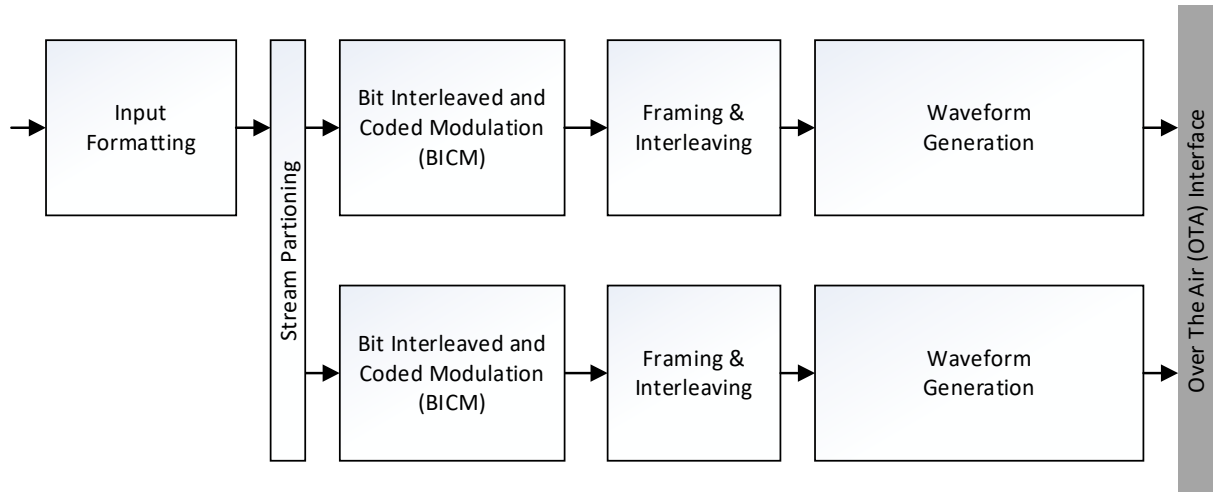 Input
Formatting
Stream Partioning
Bit Interleaved and
Coded Modulation
(BICM)
Framing &
Interleaving
Waveform
Generation
Bit Interleaved and
Coded Modulation
(BICM)
Framing &
Interleaving
Waveform
Generation
Over The Air (OTA) Interface